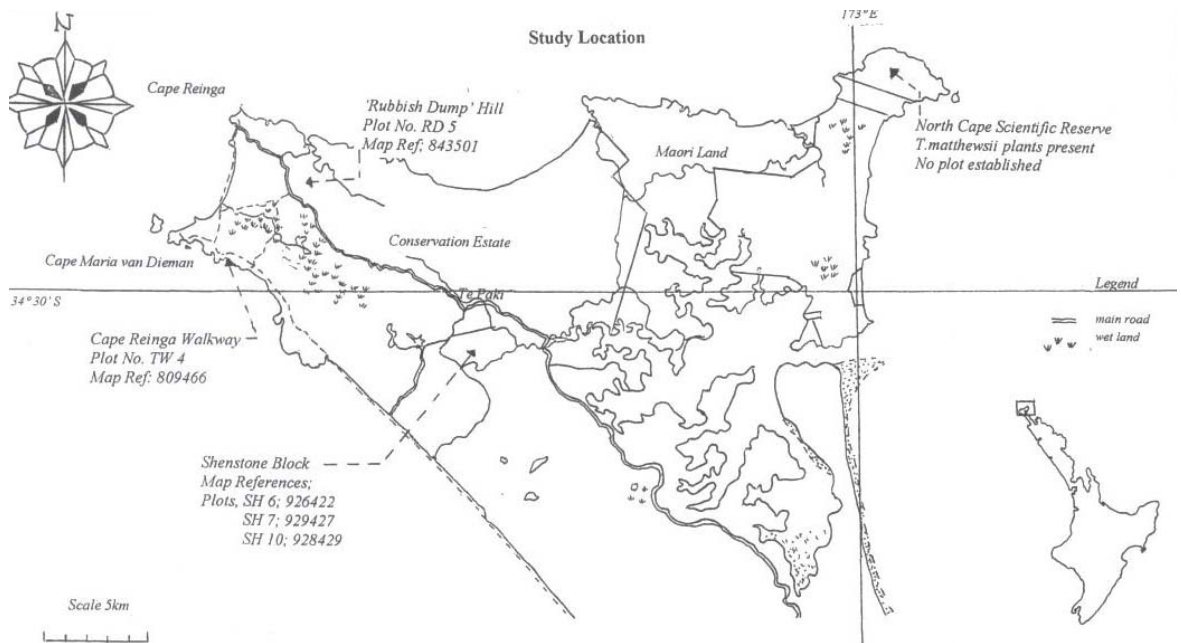 N
173°E
Study Location
Cape Reinga
'Rubbish Dump' Hill
Plot No. RD 5
Map Ref; 843501
North Cape Scientific Reserve
T.matthewsii plants present
No plot established
Maori Land
Conservation Estate
Cape Maria van Dieman
34°30' S
Te Paki
Legend
main road
wet land
Cape Reinga Walkway
Plot No. TW 4
Map Ref: 809466
Shenstone Block
Map References;
Plots, SH 6; 926422
SH 7; 929427
SH 10; 928429
Scale 5km